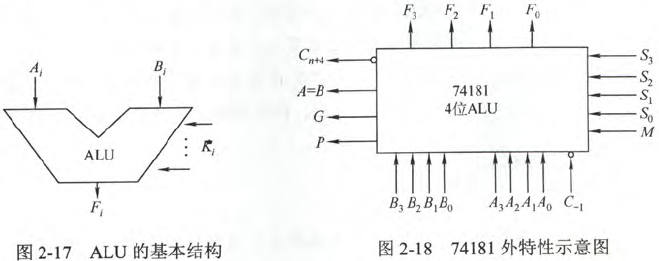 A_i
B_i
ALU
K_i
F_i
图 2-17 ALU 的基本结构
F_3 F_2 F_1 F_0
C_{n+4}
A=B
G
P
74181
4位ALU
S_3
S_2
S_1
S_0
M
B_3 B_2 B_1 B_0 A_3 A_2 A_1 A_0 C_{-1}
图 2-18 74181 外特性示意图